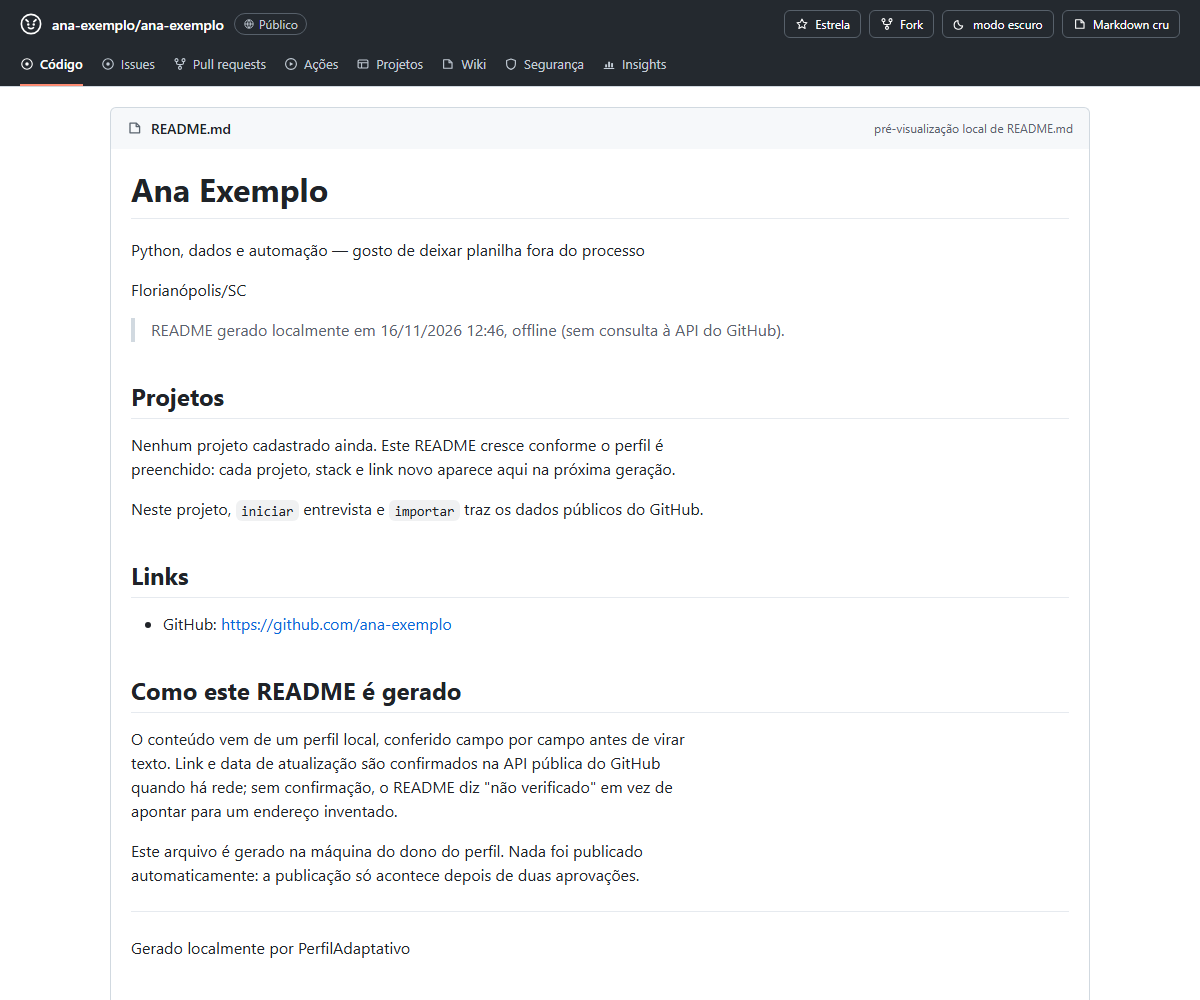 ana-exemplo/ana-exemplo Público Estrela Fork modo escuro Markdown cru
Código Issues Pull requests Ações Projetos Wiki Segurança Insights
README.md pré-visualização local de README.md
Ana Exemplo
Python, dados e automação — gosto de deixar planilha fora do processo
Florianópolis/SC
README gerado localmente em 16/11/2026 12:46, offline (sem consulta à API do GitHub).
Projetos
Nenhum projeto cadastrado ainda. Este README cresce conforme o perfil é
preenchido: cada projeto, stack e link novo aparece aqui na próxima geração.
Neste projeto, iniciar entrevista e importar traz os dados públicos do GitHub.
Links
• GitHub: https://github.com/ana-exemplo
Como este README é gerado
O conteúdo vem de um perfil local, conferido campo por campo antes de virar
texto. Link e data de atualização são confirmados na API pública do GitHub
quando há rede; sem confirmação, o README diz "não verificado" em vez de
apontar para um endereço inventado.
Este arquivo é gerado na máquina do dono do perfil. Nada foi publicado
automaticamente: a publicação só acontece depois de duas aprovações.
Gerado localmente por PerfilAdaptativo